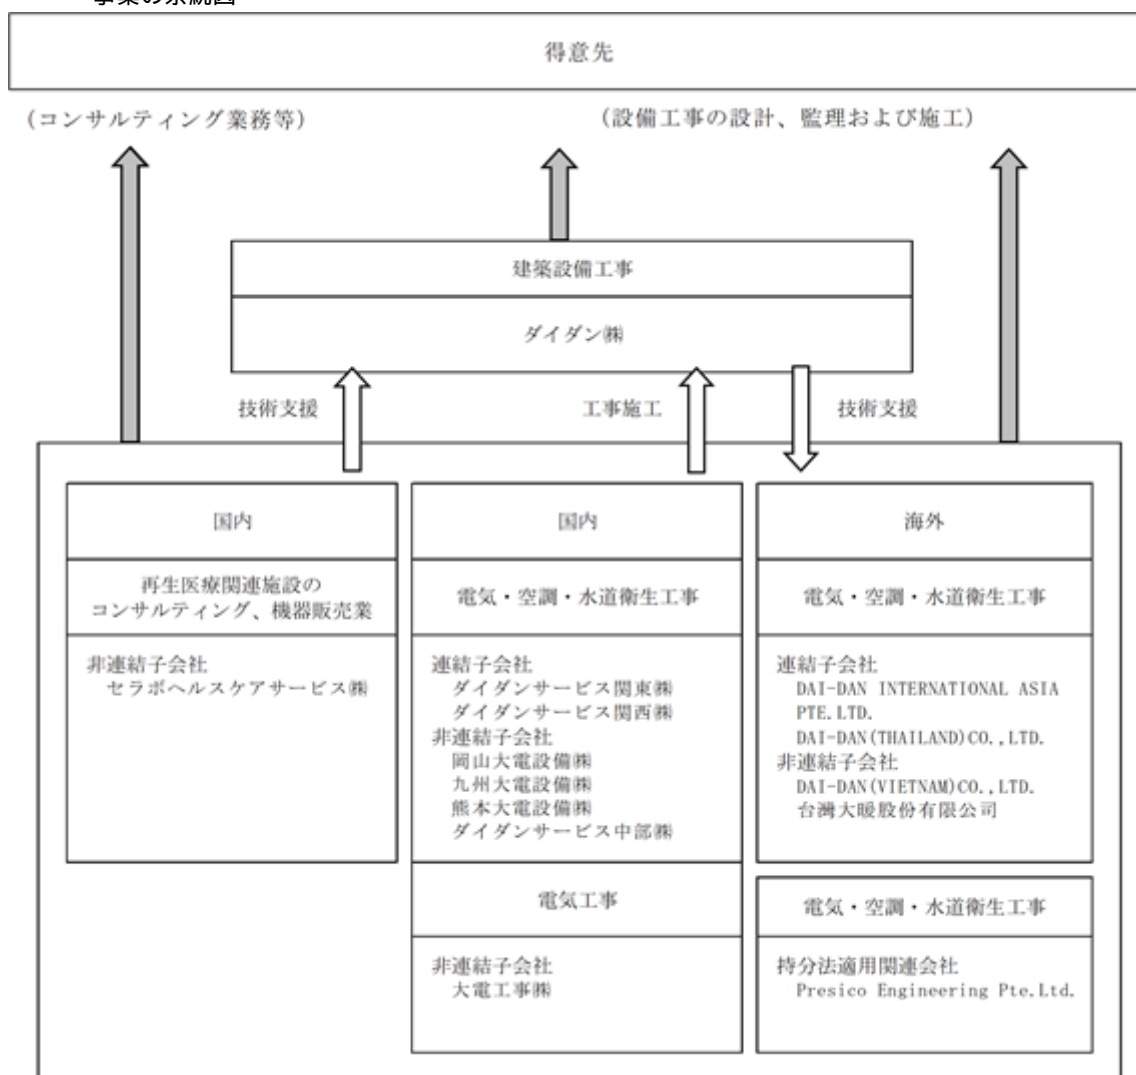 事業の系統図
得意先
(コンサルティング業務等)
(設備工事の設計、監理および施工)
建築設備工事
ダイダン㈱
技術支援
工事施工
技術支援
国内
再生医療関連施設の
コンサルティング、機器販売業
非連結子会社
セラボヘルスケアサービス㈱
国内
電気・空調・水道衛生工事
連結子会社
ダイダンサービス関東㈱
ダイダンサービス関西㈱
非連結子会社
岡山大電設備㈱
九州大電設備㈱
熊本大電設備㈱
ダイダンサービス中部㈱
電気工事
非連結子会社
大電工事㈱
海外
電気・空調・水道衛生工事
連結子会社
DAI-DAN INTERNATIONAL ASIA
PTE.LTD.
DAI-DAN(THAILAND)CO.,LTD.
非連結子会社
DAI-DAN(VIETNAM)CO.,LTD.
台灣大暖股份有限公司
電気・空調・水道衛生工事
持分法適用関連会社
Presico Engineering Pte.Ltd.